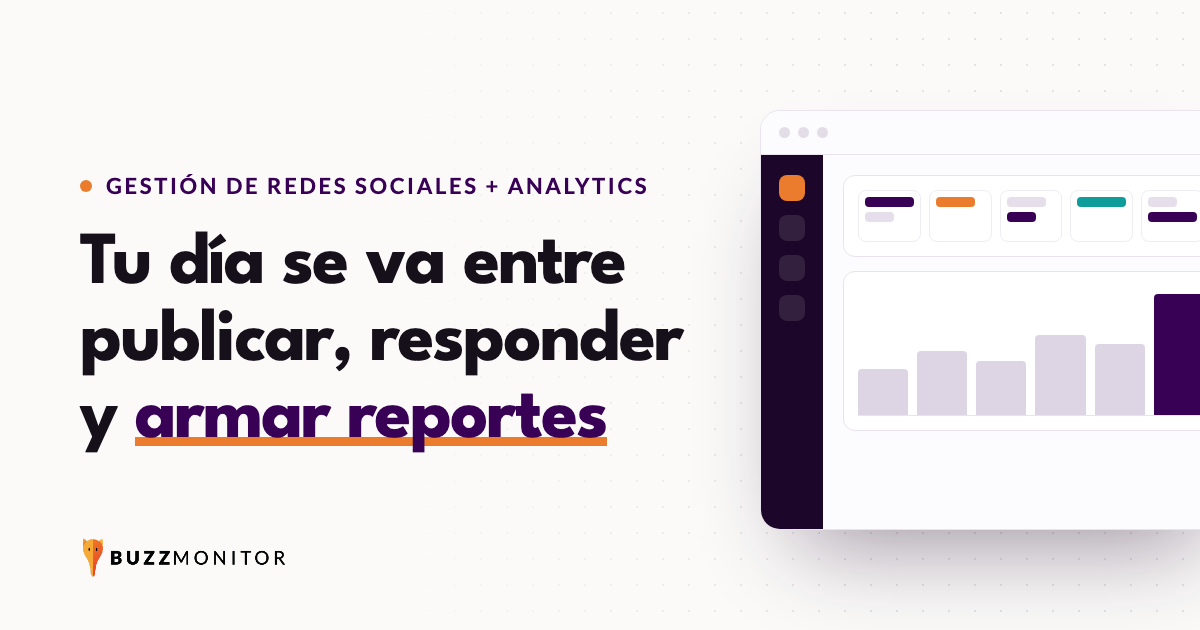 GESTIÓN DE REDES SOCIALES + ANALYTICS
Tu día se va entre
publicar, responder
y armar reportes
BUZZMONITOR